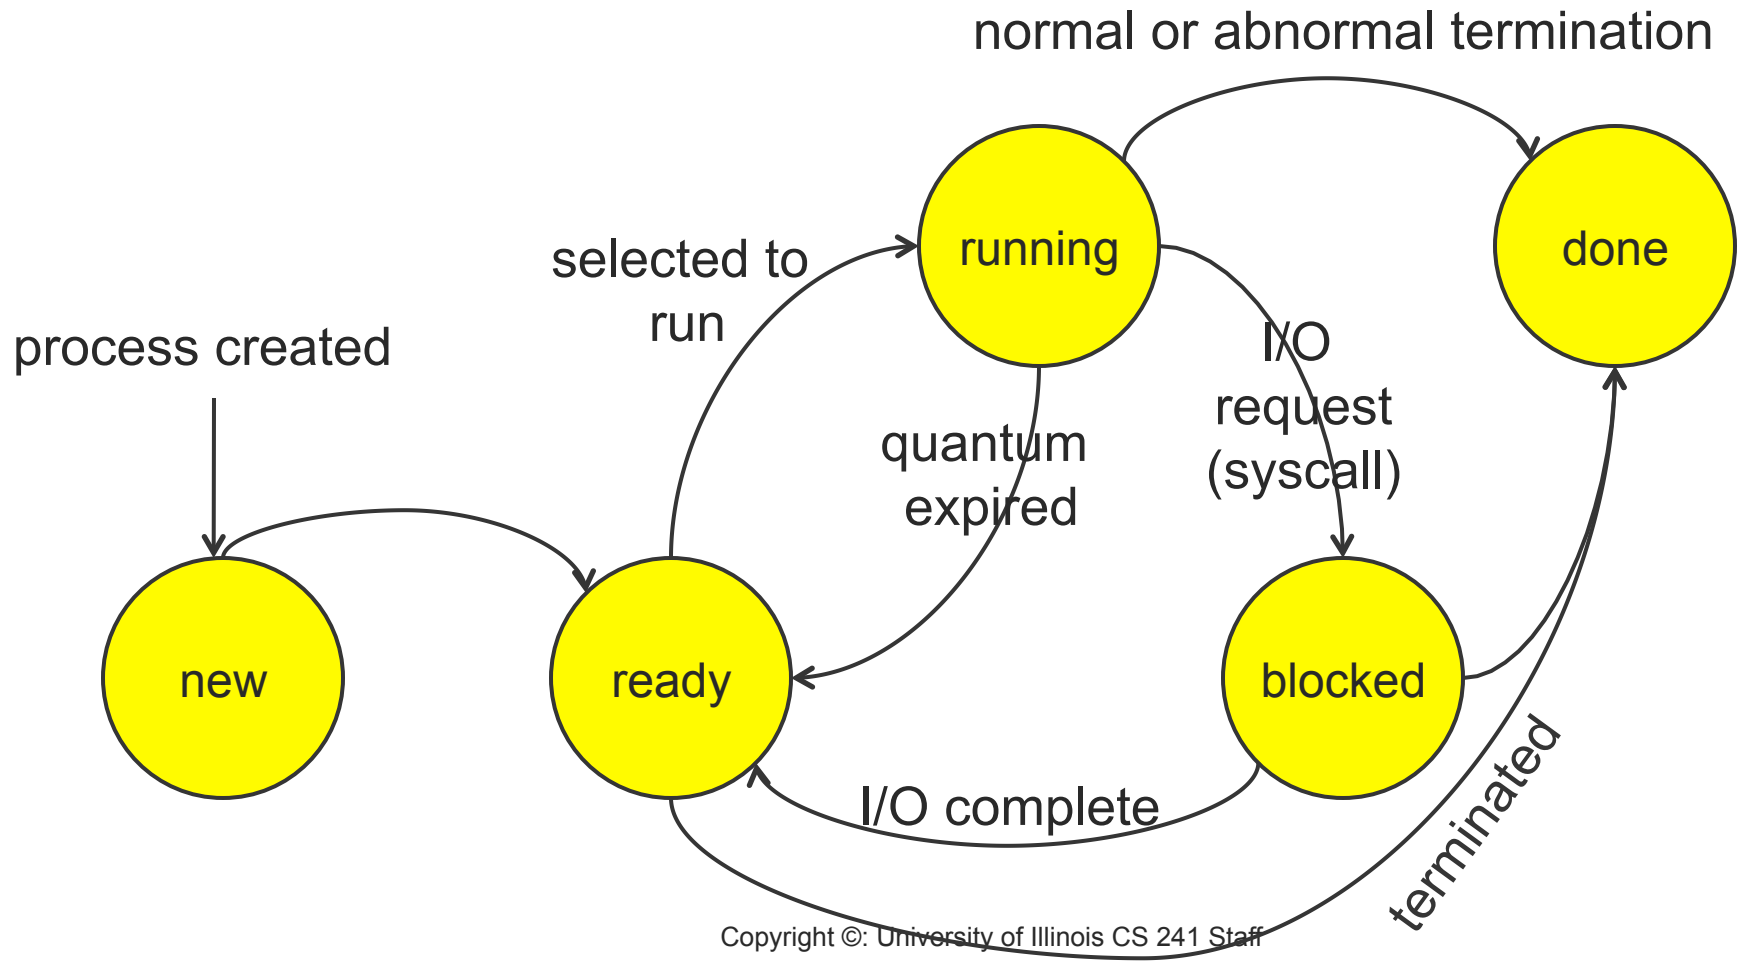 normal or abnormal termination
running
done
selected to
run
process created
I/O
request
(syscall)
quantum
expired
new
ready
blocked
I/O complete
terminated
Copyright ©: University of Illinois CS 241 Staff